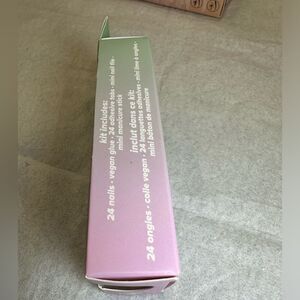 kit includes:
24 nails • vegan glue • 24 adhesive tabs • mini nail file
mini manicure stick
inclut dans ce kit:
24 ongles • colle vegan • 24 languettes adhésives • mini lime à ongles •
mini bâton de manicure